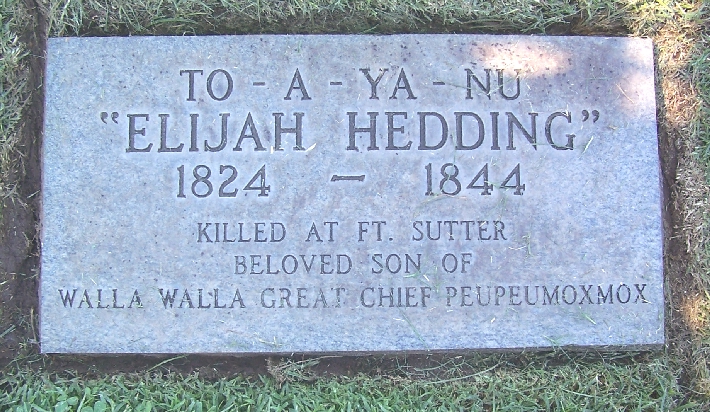 TO - A - YA - NU
"ELIJAH HEDDING"
1824 - 1844
KILLED AT FT. SUTTER
BELOVED SON OF
WALLA WALLA GREAT CHIEF PEUPEUMOXMOX